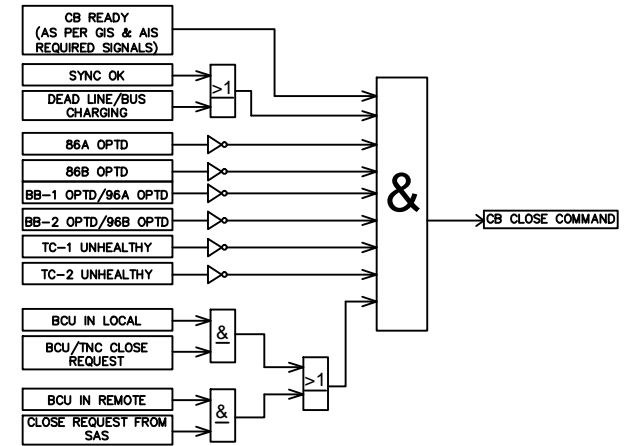 CB READY
(AS PER GIS & AIS
REQUIRED SIGNALS)
SYNC OK
>1
DEAD LINE/BUS
CHARGING
86A OPTD
86B OPTD
BB-1 OPTD/96A OPTD
BB-2 OPTD/96B OPTD
TC-1 UNHEALTHY
TC-2 UNHEALTHY
&
CB CLOSE COMMAND
BCU IN LOCAL
&
BCU/TNC CLOSE
REQUEST
>1
BCU IN REMOTE
&
CLOSE REQUEST FROM
SAS